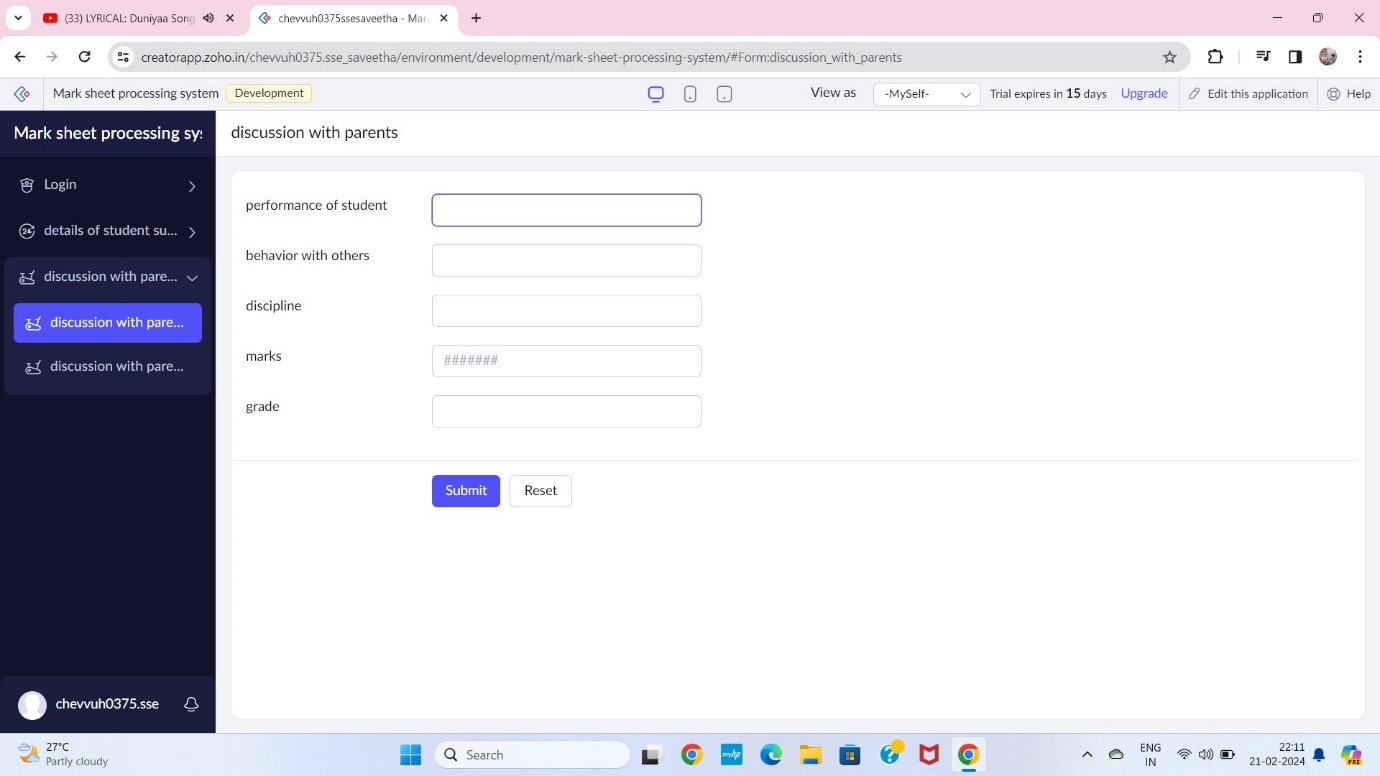 (33) LYRICAL: Duniyaa Song
chevvuh0375ssesaveetha - Mar
creatorapp.zoho.in/chevvuh0375.sse_saveetha/environment/development/mark-sheet-processing-system/#Form:discussion_with_parents
Mark sheet processing system Development View as -MySelf- Trial expires in 15 days Upgrade Edit this application Help
Mark sheet processing sys
discussion with parents
Login
details of student su...
discussion with pare...
discussion with pare...
discussion with pare...
performance of student
behavior with others
discipline
marks #######
grade
Submit Reset
chevvuh0375.sse
27°C
Partly cloudy
Search
myhp
ENG
IN
22:11
21-02-2024
PRE